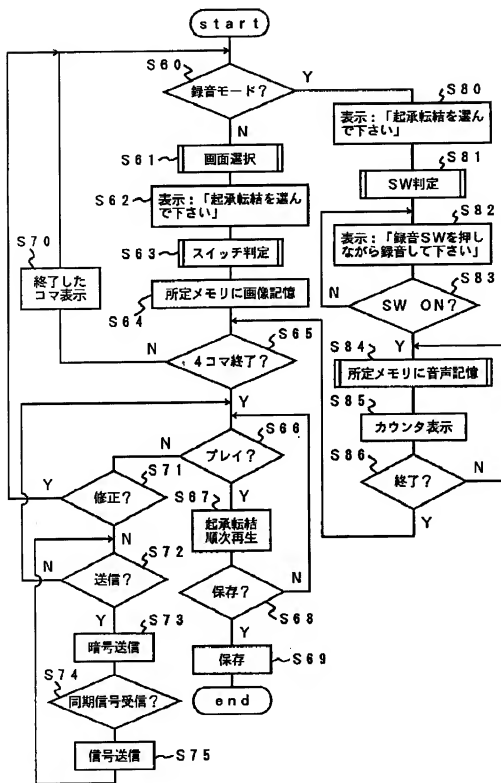 start
S60
録音モード?
Y
N
S61
画面選択
S62
表示:「起承転結を選ん
で下さい」
S63
スイッチ判定
S64
所定メモリに画像記憶
S70
終了した
コマ表示
S65
4コマ終了?
N
Y
S66
プレイ?
N
Y
S67
起承転結
順次再生
S68
保存?
N
Y
S69
保存
end
S71
修正?
Y
N
S72
送信?
N
Y
S73
暗号送信
S74
同期信号受信?
S75
信号送信
S80
表示:「起承転結を選ん
で下さい」
S81
SW判定
S82
表示:「録音SWを押し
ながら録音して下さい」
S83
SW ON?
N
Y
S84
所定メモリに音声記憶
S85
カウンタ表示
S86
終了?
N
Y